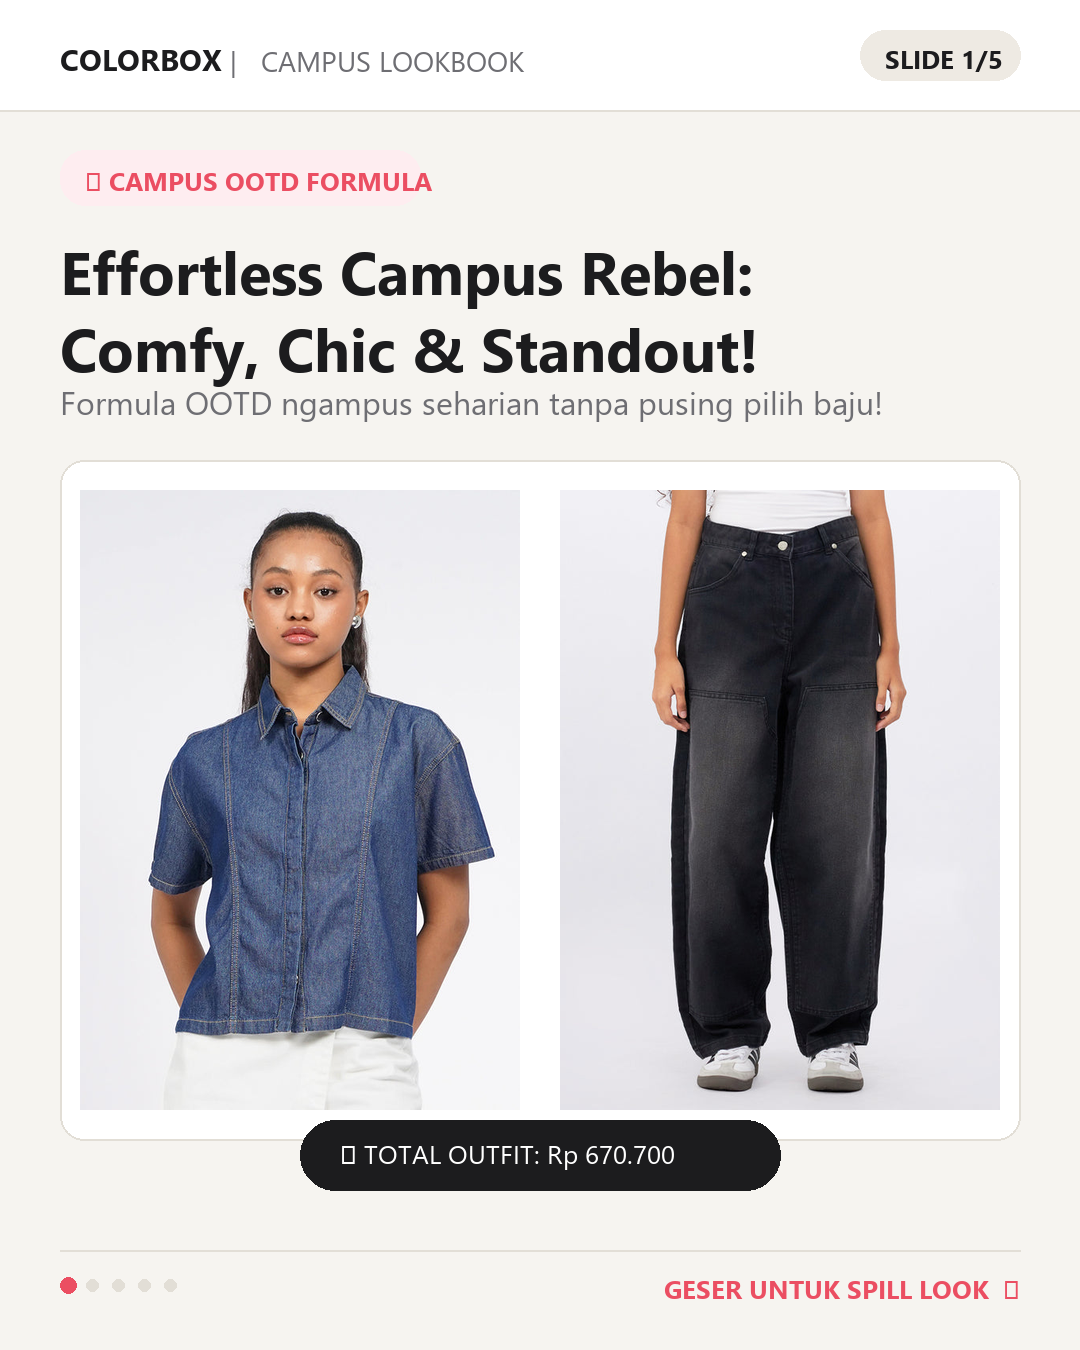 COLORBOX | CAMPUS LOOKBOOK
SLIDE 1/5
CAMPUS OOTD FORMULA
Effortless Campus Rebel:
Comfy, Chic & Standout!
Formula OOTD ngampus seharian tanpa pusing pilih baju!
TOTAL OUTFIT: Rp 670.700
GESER UNTUK SPILL LOOK